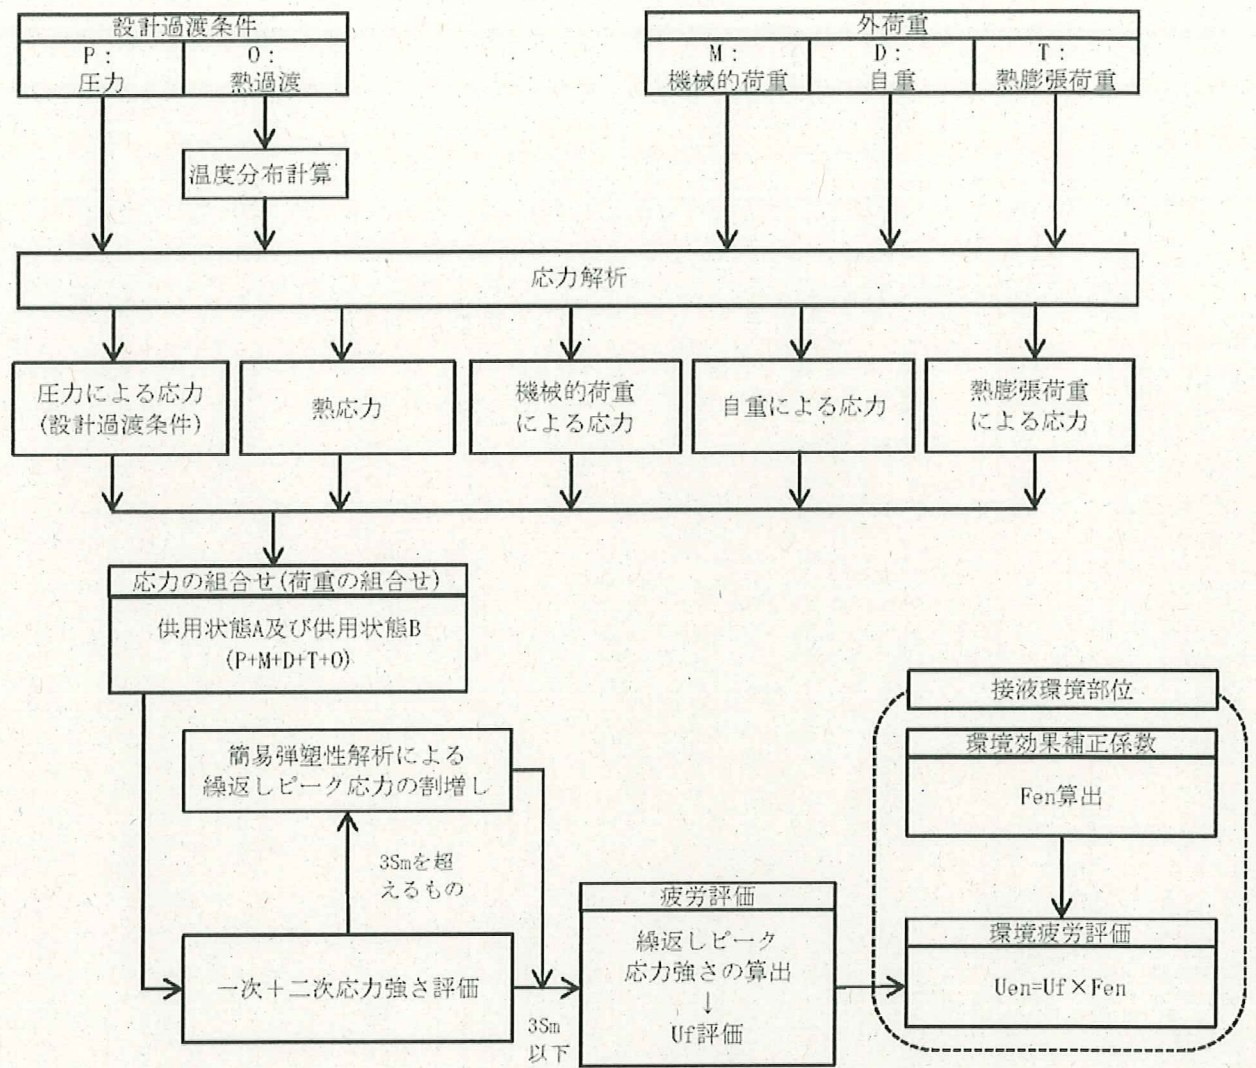 設計過渡条件
P:
圧力
O:
熱過渡
外荷重
M:
機械的荷重
D:
自重
T:
熱膨張荷重
温度分布計算
応力解析
圧力による応力
(設計過渡条件)
熱応力
機械的荷重
による応力
自重による応力
熱膨張荷重
による応力
応力の組合せ(荷重の組合せ)
供用状態A及び供用状態B
(P+M+D+T+O)
簡易弾塑性解析による
繰返しピーク応力の割増し
3Smを超
えるもの
一次＋二次応力強さ評価
3Sm
以下
疲労評価
繰返しピーク
応力強さの算出
↓
Uf評価
接液環境部位
環境効果補正係数
Fen算出
環境疲労評価
Uen=Uf×Fen